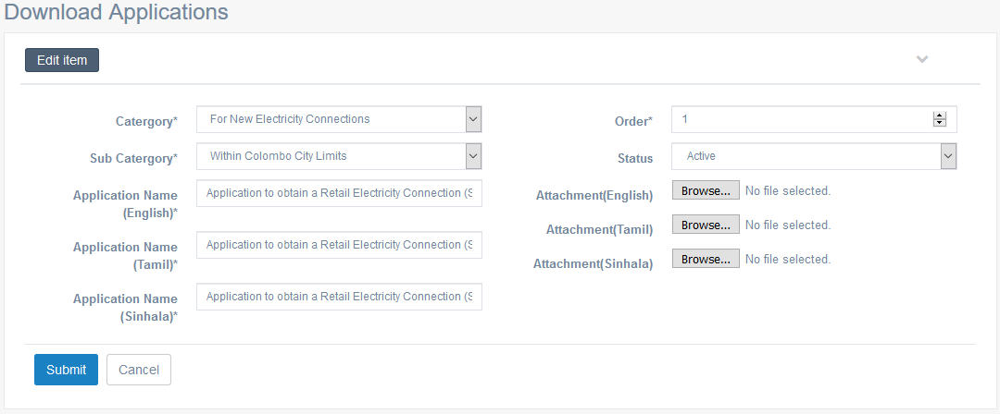 Download Applications
Edit item
Catergory*
For New Electricity Connections
Sub Catergory*
Within Colombo City Limits
Application Name
(English)*
Application to obtain a Retail Electricity Connection (S
Application Name
(Tamil)*
Application to obtain a Retail Electricity Connection (S
Application Name
(Sinhala)*
Application to obtain a Retail Electricity Connection (S
Order*
1
Status
Active
Attachment(English)
Browse... No file selected.
Attachment(Tamil)
Browse... No file selected.
Attachment(Sinhala)
Browse... No file selected.
Submit
Cancel